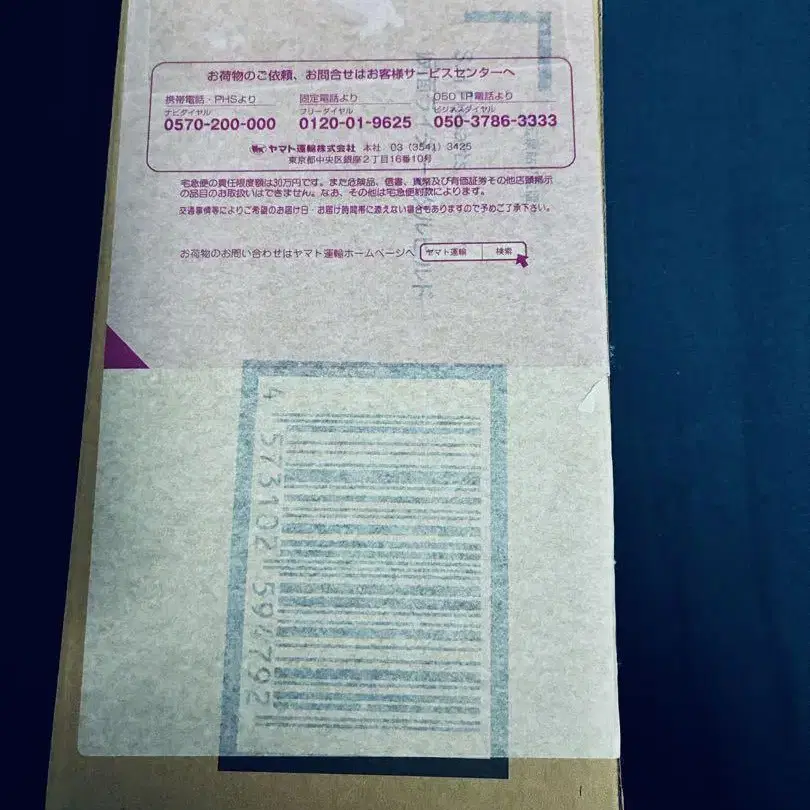 お荷物のご依頼、お問合せはお客様サービスセンターへ
携帯電話・PHSより 固定電話より 050 IP電話より
ナビダイヤル フリーダイヤル ビジネスダイヤル
0570-200-000 0120-01-9625 050-3786-3333
ヤマト運輸株式会社 本社 03（3541）3425
東京都中央区銀座2丁目16番10号
宅急便の責任限度額は30万円です。また危険品、信書、貨幣及び有価証券その他店頭掲示
の品目のお取扱いはできません。なお、その他は宅急便約款によります。
交通事情等によりご希望のお届け日・お届け時間帯に添えない場合もありますので予めご了承下さい。
お荷物のお問い合わせはヤマト運輸ホームページへ ヤマト運輸 検索
4 573102 594792